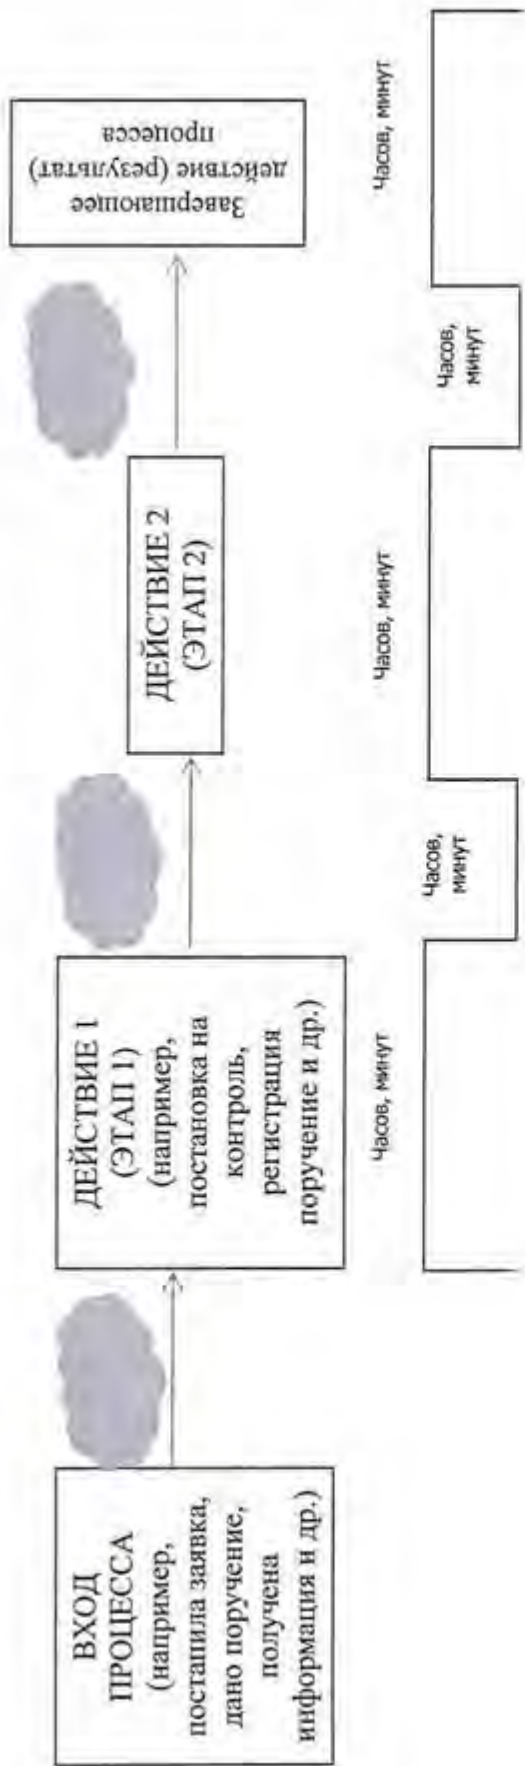 ВХОД
ПРОЦЕССА
(например,
постапила заявка,
дано поручение,
получена
информация и др.)
ДЕЙСТВИЕ 1
(ЭТАП 1)
(например,
постановка на
контроль,
регистрация
поручение и др.)
ДЕЙСТВИЕ 2
(ЭТАП 2)
Завершающее
действие (результат)
процесса
Часов, минут
Часов,
минут
Часов, минут
Часов,
минут
Часов, минут